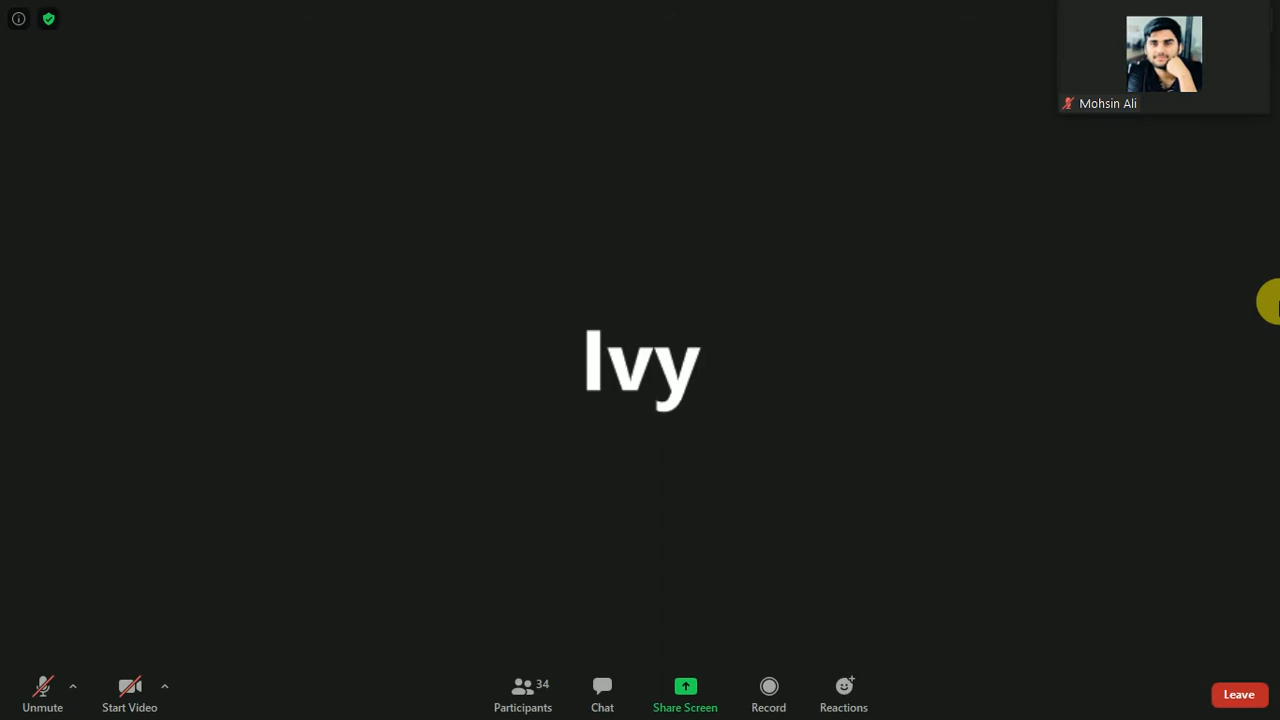 Mohsin Ali
Ivy
Unmute
Start Video
Participants
34
Chat
Share Screen
Record
Reactions
Leave